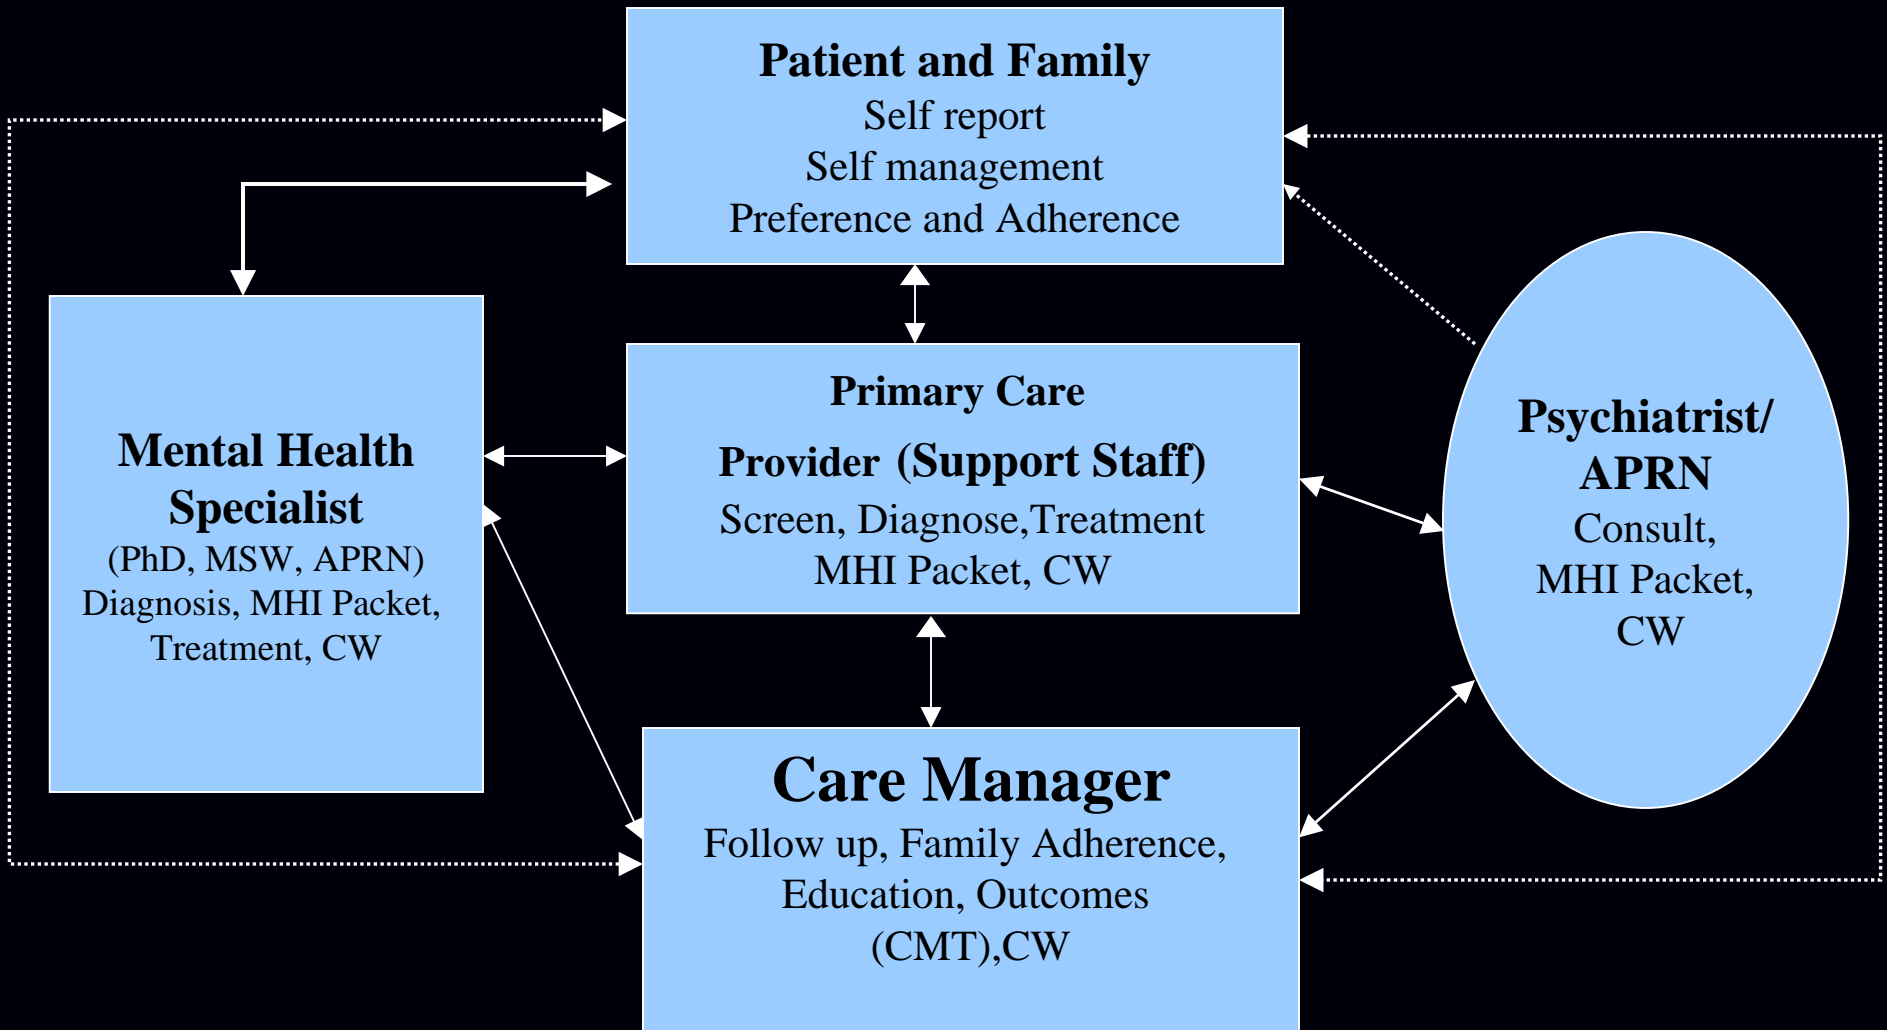 Patient and Family
Self report
Self management
Preference and Adherence
Mental Health
Specialist
(PhD, MSW, APRN)
Diagnosis, MHI Packet,
Treatment, CW
Primary Care
Provider (Support Staff)
Screen, Diagnose,Treatment
MHI Packet, CW
Psychiatrist/
APRN
Consult,
MHI Packet,
CW
Care Manager
Follow up, Family Adherence,
Education, Outcomes
(CMT),CW